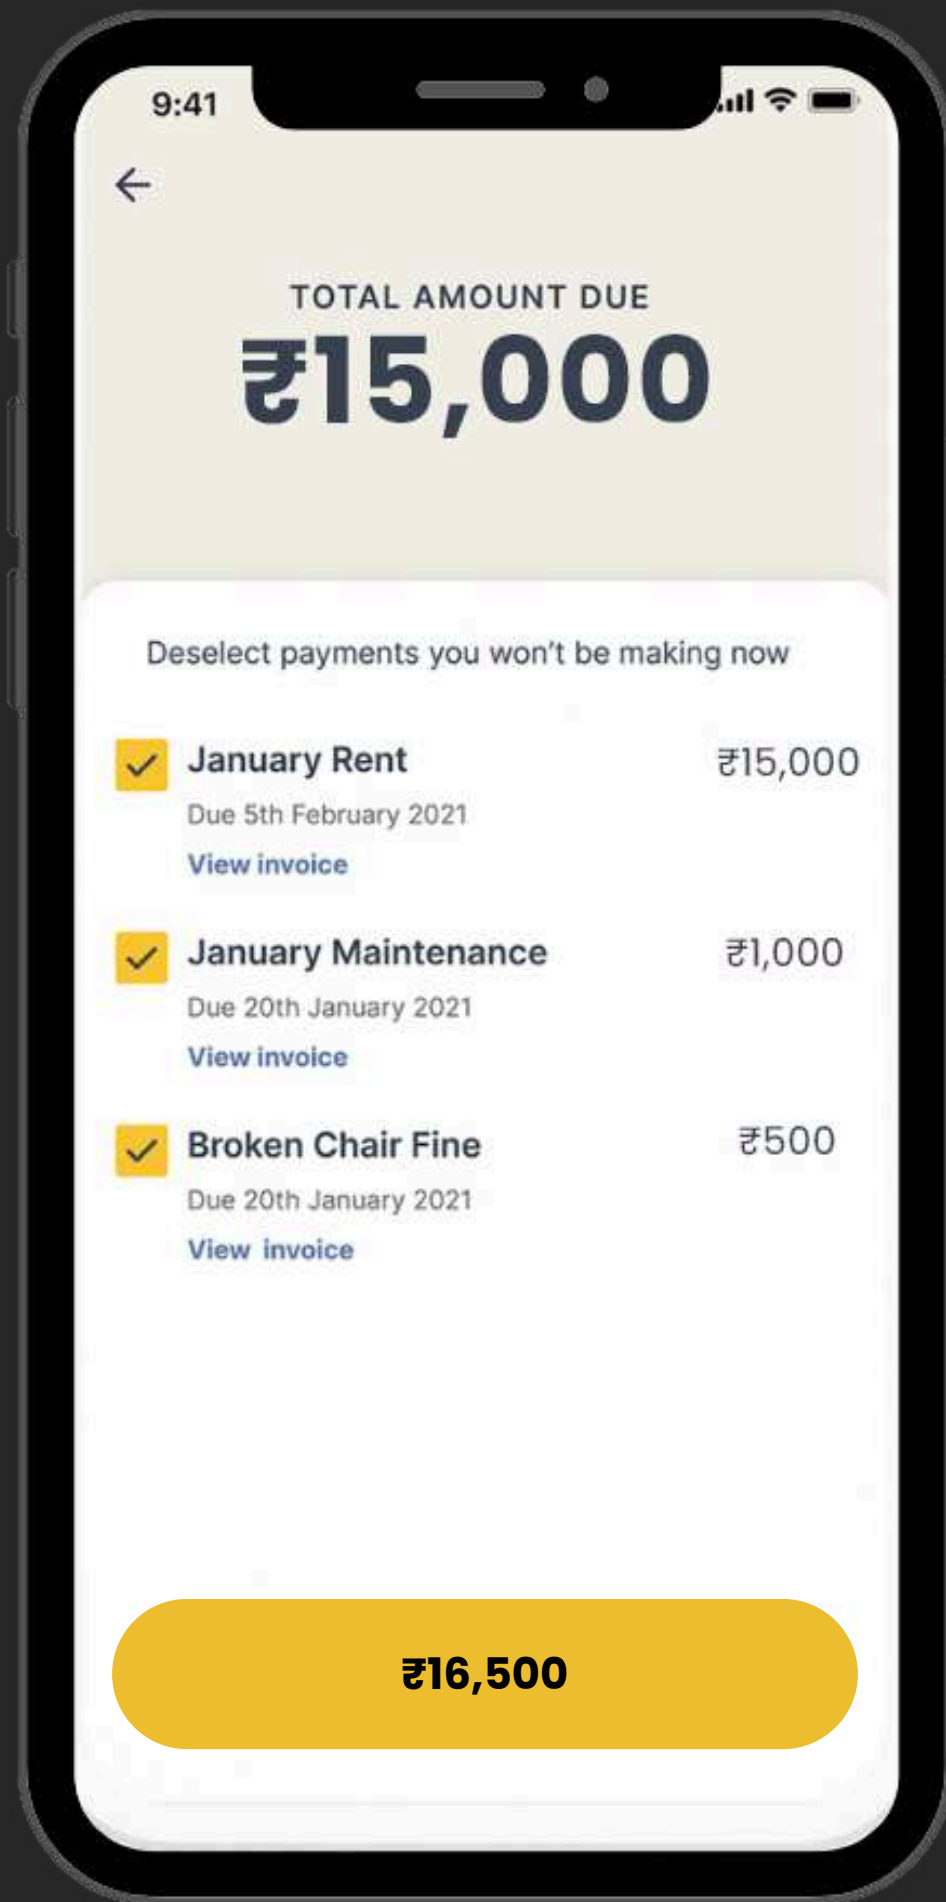 9:41
TOTAL AMOUNT DUE
₹15,000
Deselect payments you won't be making now
January Rent ₹15,000
Due 5th February 2021
View invoice
January Maintenance ₹1,000
Due 20th January 2021
View invoice
Broken Chair Fine ₹500
Due 20th January 2021
View invoice
₹16,500